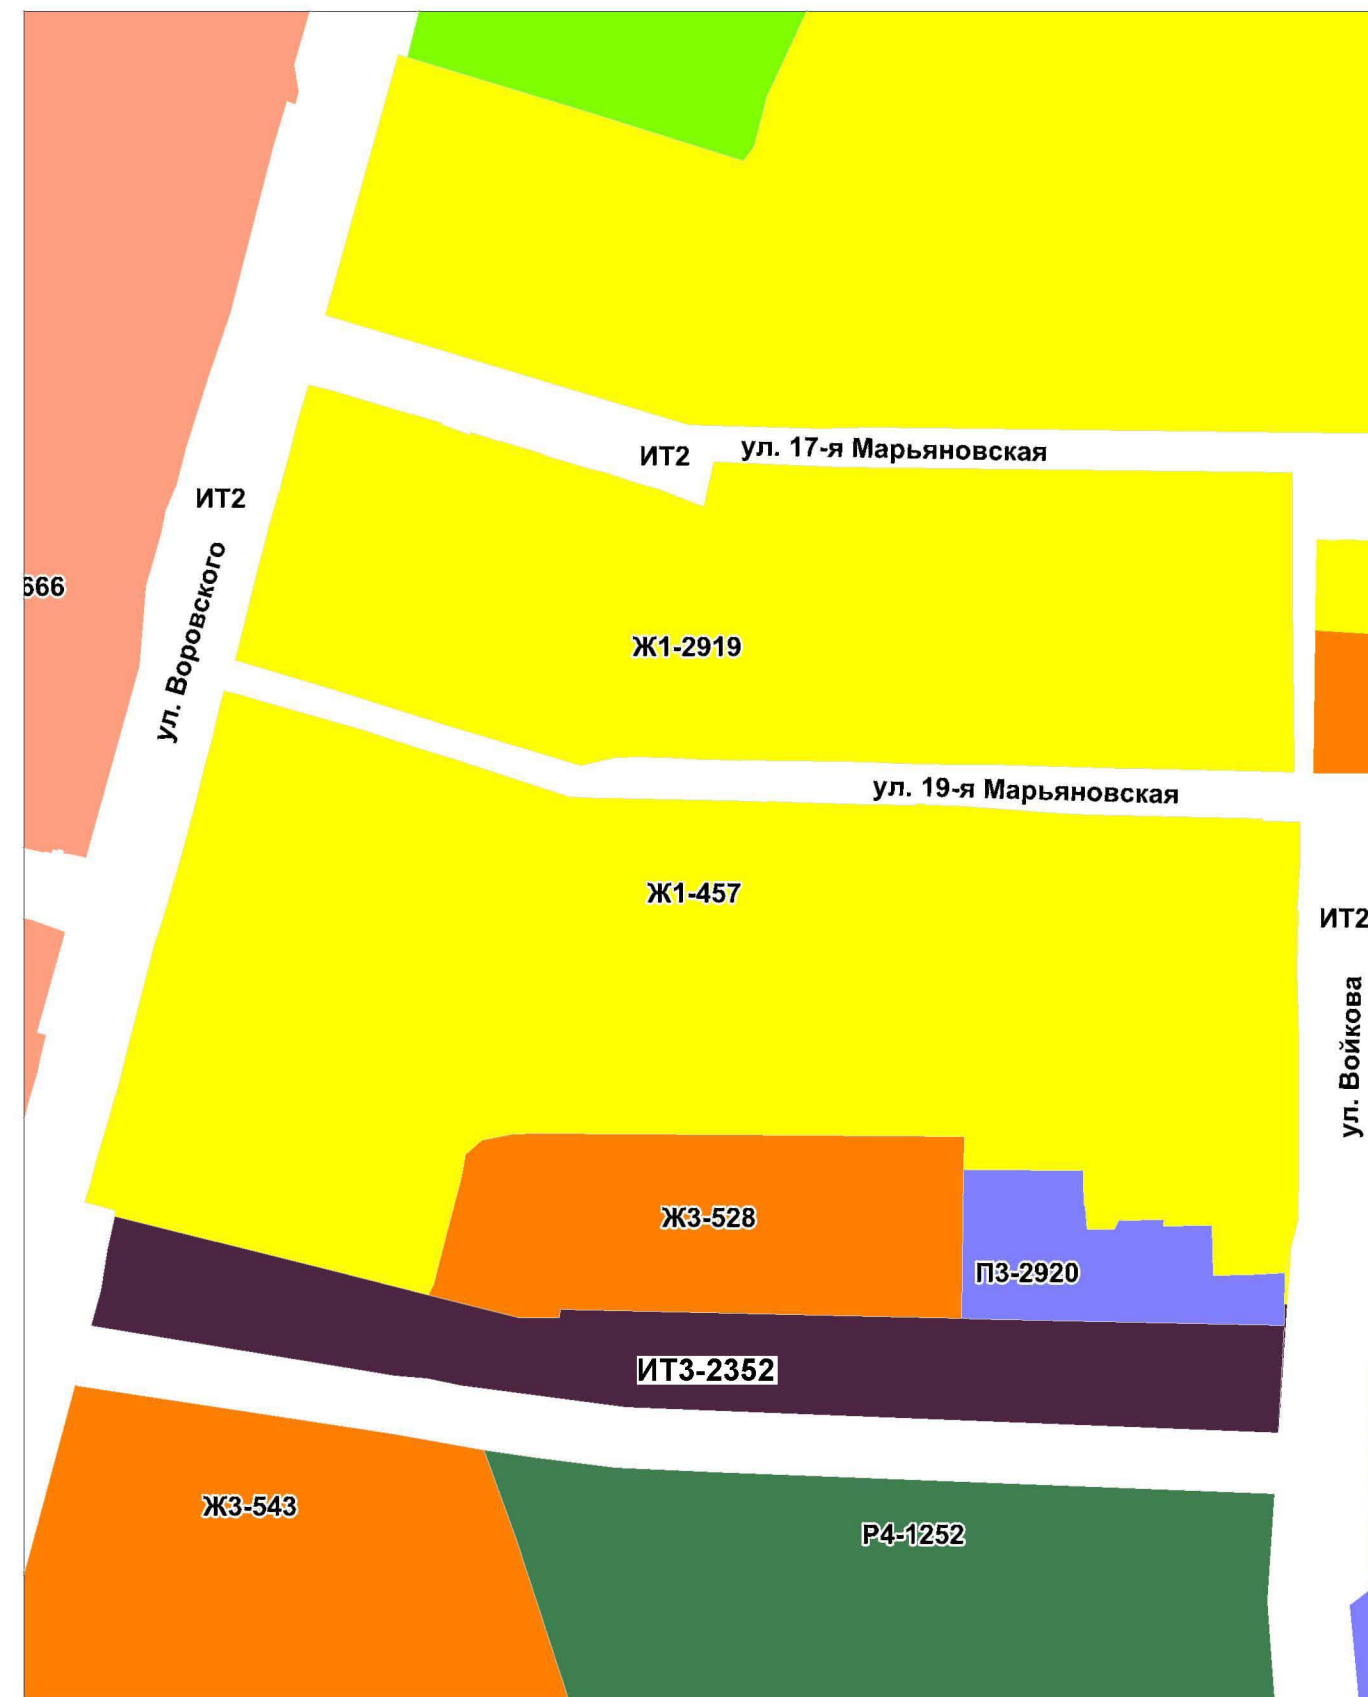 ИТ2
ул. 17-я Марьяновская
ИТ2
666
ул. Воровского
Ж1-2919
ул. 19-я Марьяновская
Ж1-457
ИТ2
ул. Войкова
Ж3-528
П3-2920
ИТ3-2352
Ж3-543
Р4-1252